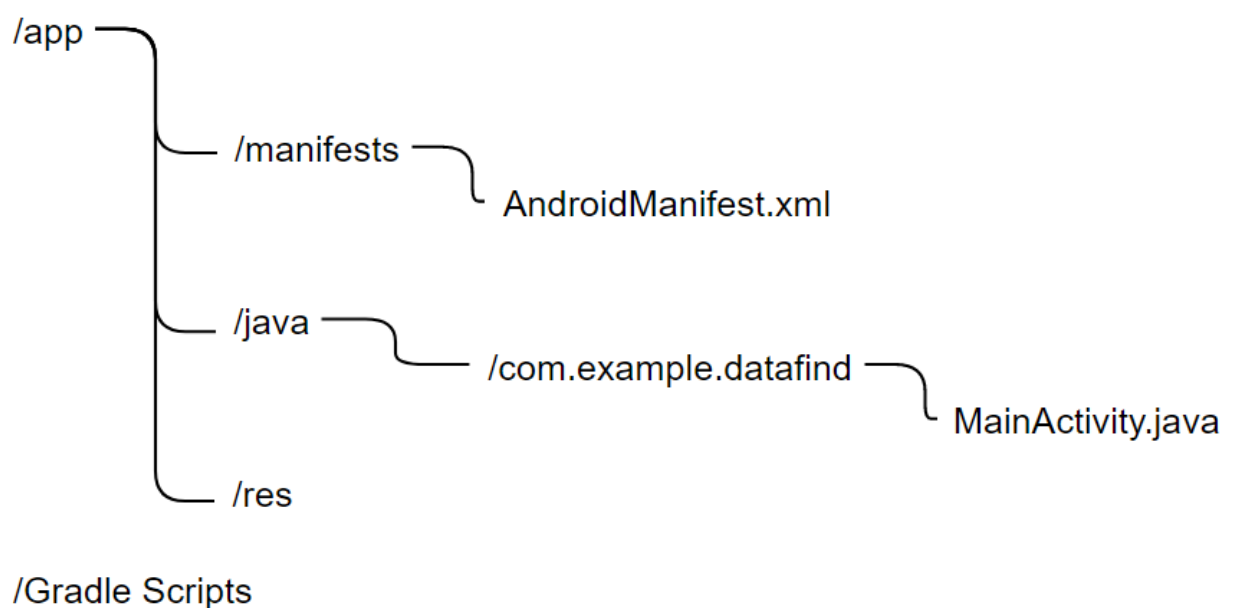 /app
/manifests
AndroidManifest.xml
/java
/com.example.datafind
MainActivity.java
/res
/Gradle Scripts